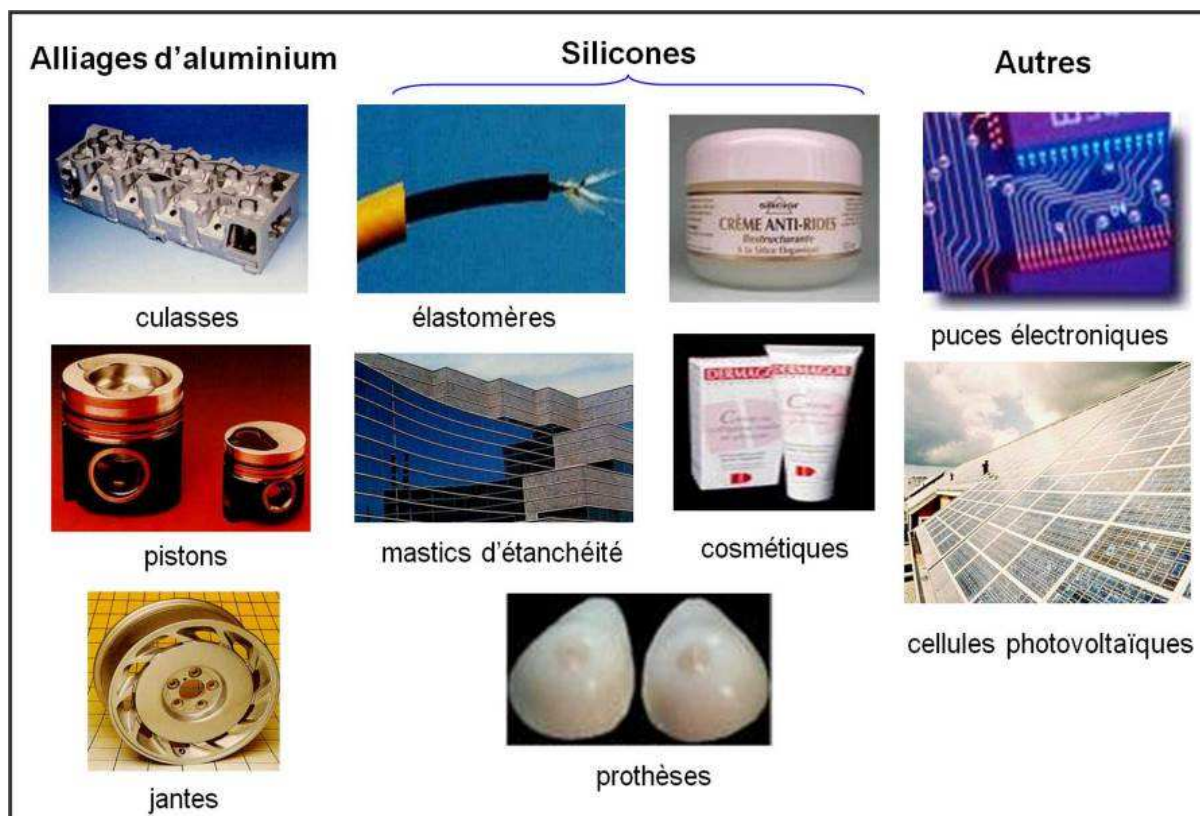 Alliages d'aluminium
Silicones
Autres
culasses
élastomères
CRÈME ANTI-RIDES
Restructurante
puces électroniques
pistons
mastics d'étanchéité
cosmétiques
cellules photovoltaïques
jantes
prothèses